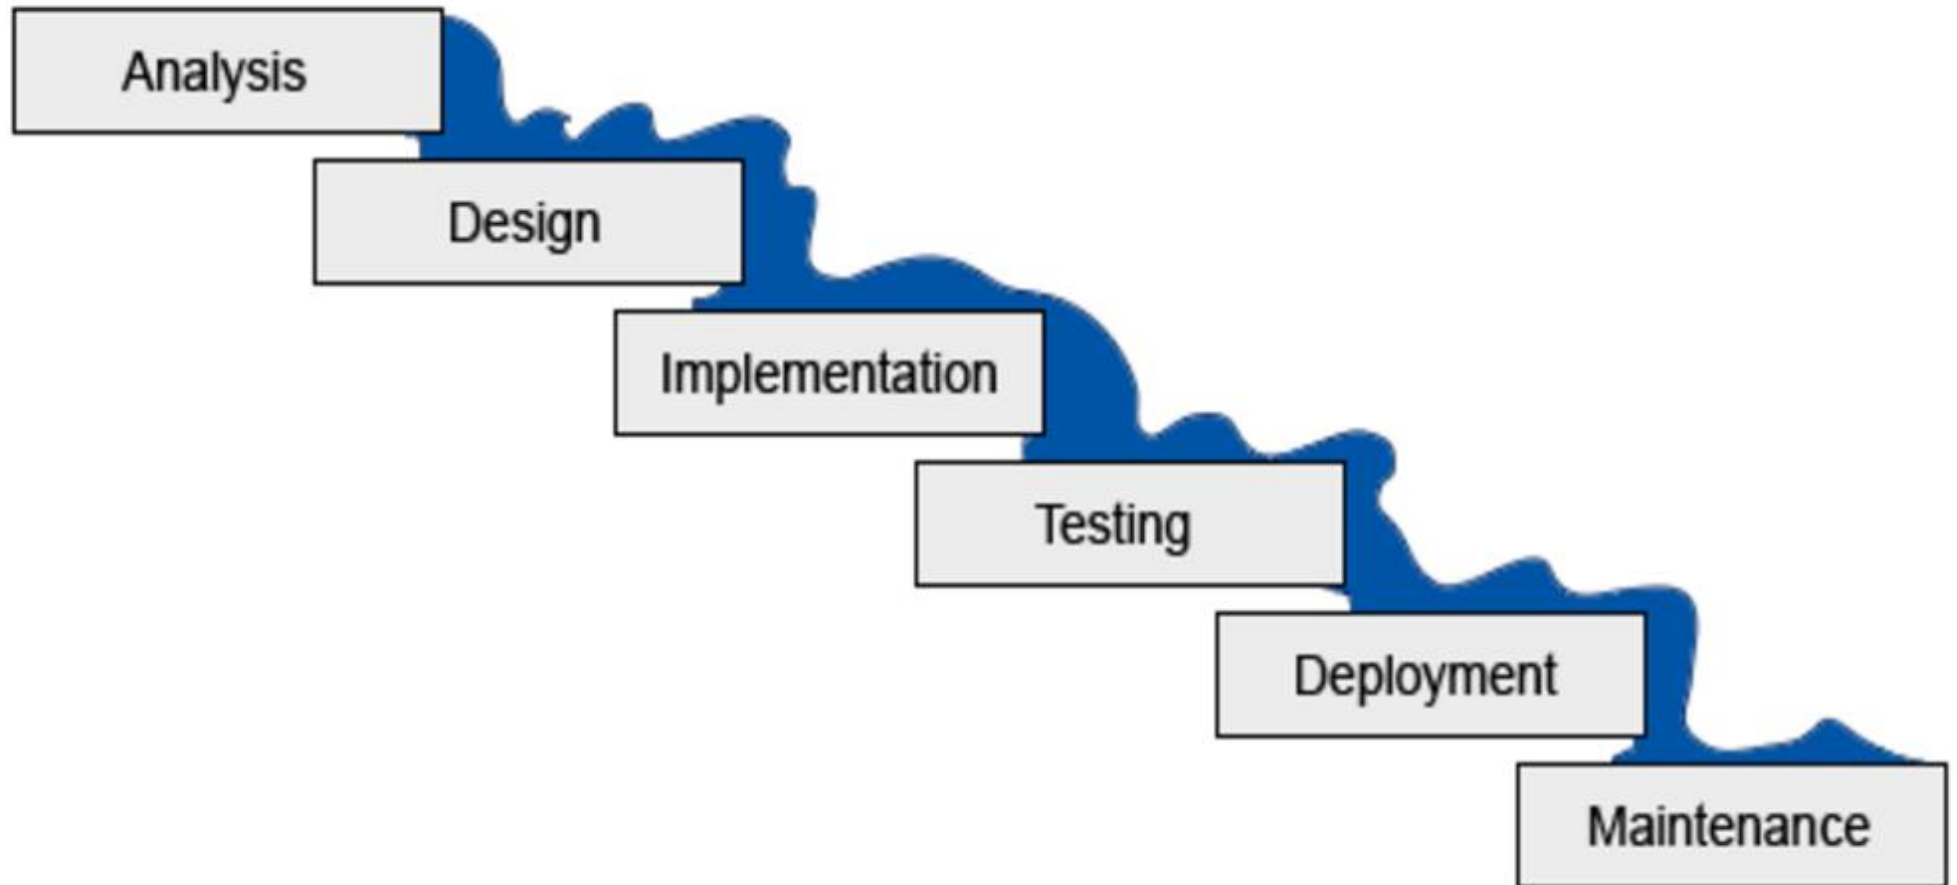 Analysis
Design
Implementation
Testing
Deployment
Maintenance